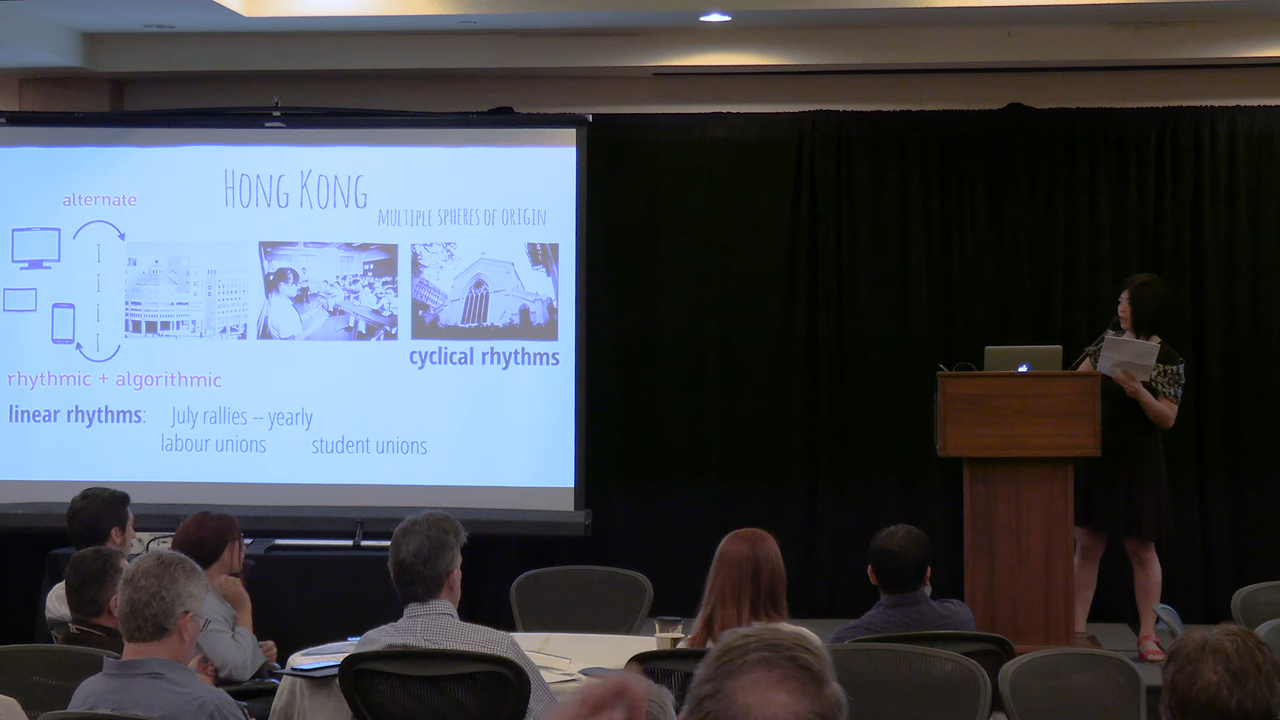 HONG KONG
MULTIPLE SPHERES OF ORIGIN
alternate
cyclical rhythms
rhythmic + algorithmic
linear rhythms: July rallies -- yearly
labour unions student unions